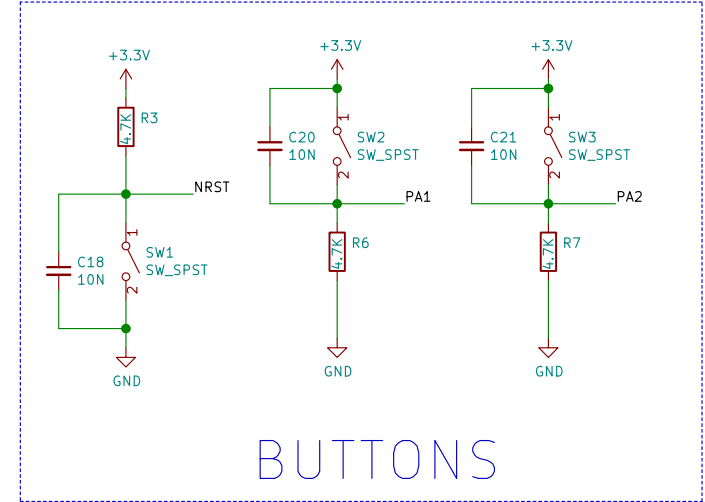 +3.3V
R3
4.7K
NRST
C18
10N
1
2
SW1
SW_SPST
GND
+3.3V
C20
10N
1
2
SW2
SW_SPST
PA1
R6
4.7K
GND
+3.3V
C21
10N
1
2
SW3
SW_SPST
PA2
R7
4.7K
GND
BUTTONS